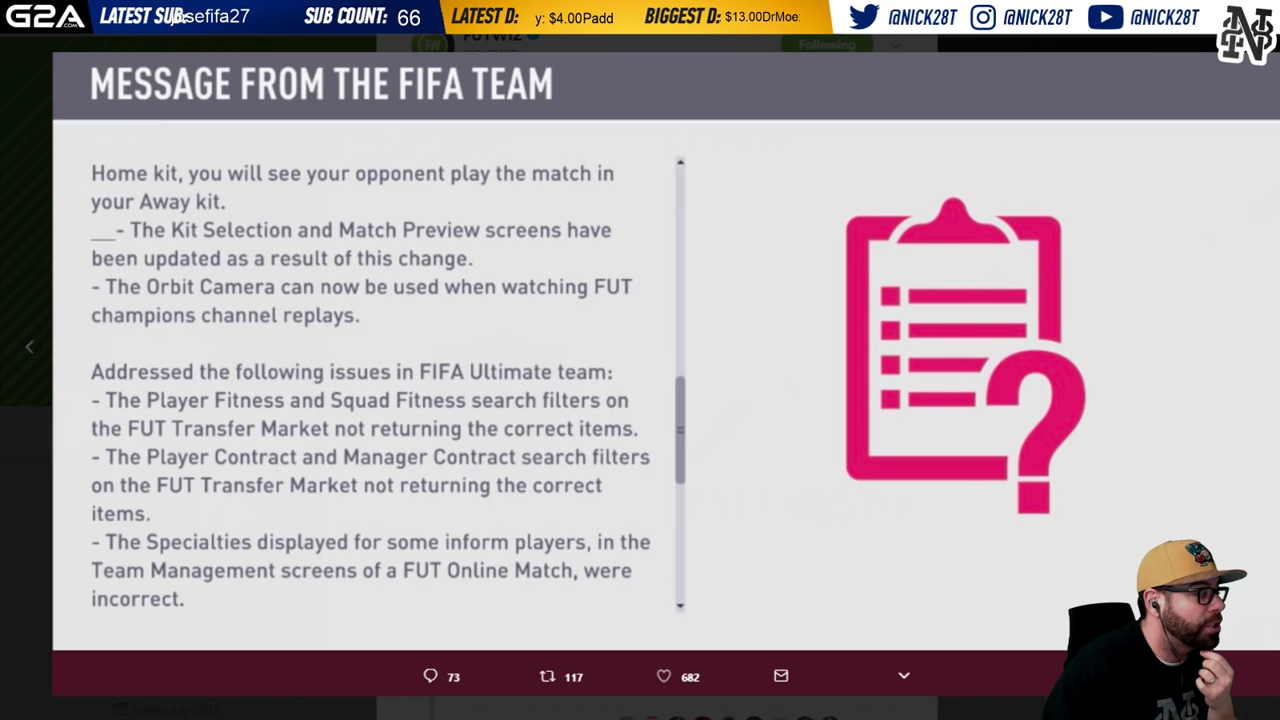 G2A
.COM
LATEST SUB:
sefifa27
SUB COUNT: 66
LATEST D:
y: $4.00Padd
BIGGEST D:
$13.00DrMoe:
@NICK28T
@NICK28T
@NICK28T
FUTWIZ
Following
MESSAGE FROM THE FIFA TEAM
Home kit, you will see your opponent play the match in
your Away kit.
__- The Kit Selection and Match Preview screens have
been updated as a result of this change.
- The Orbit Camera can now be used when watching FUT
champions channel replays.
Addressed the following issues in FIFA Ultimate team:
- The Player Fitness and Squad Fitness search filters on
the FUT Transfer Market not returning the correct items.
- The Player Contract and Manager Contract search filters
on the FUT Transfer Market not returning the correct
items.
- The Specialties displayed for some inform players, in the
Team Management screens of a FUT Online Match, were
incorrect.
73
117
682